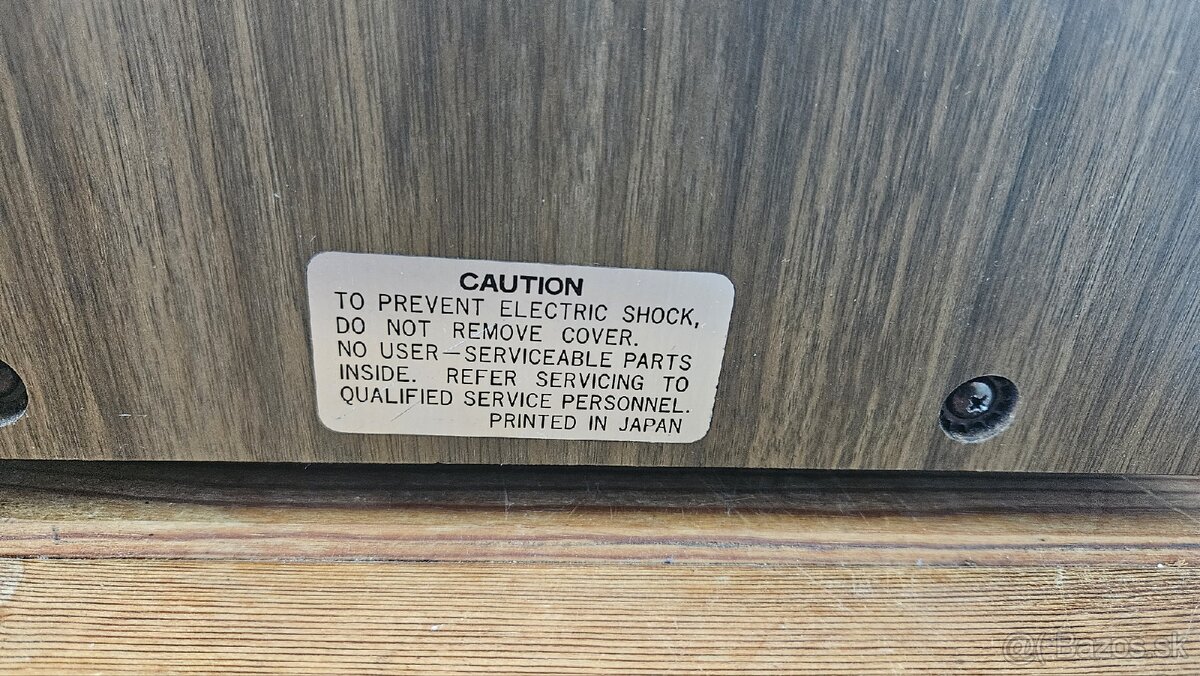 CAUTION
TO PREVENT ELECTRIC SHOCK,
DO NOT REMOVE COVER.
NO USER—SERVICEABLE PARTS
INSIDE. REFER SERVICING TO
QUALIFIED SERVICE PERSONNEL.
PRINTED IN JAPAN
Bazos.sk